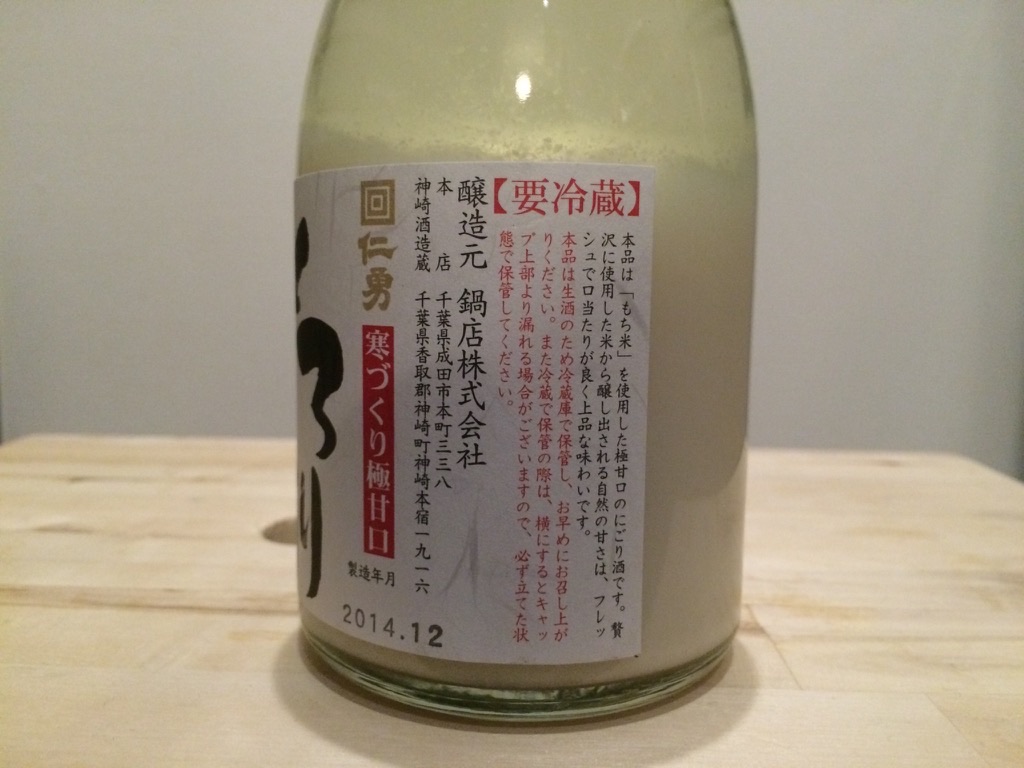 【要冷蔵】
本品は「もち米」を使用した極甘口のにごり酒です。贅
沢に使用した米から醸し出される自然の甘さは、フレッ
シュで口当たりが良く上品な味わいです。
本品は生酒のため冷蔵庫で保管し、お早めにお召し上が
りください。また冷蔵で保管の際は、横にするとキャッ
プ上部より漏れる場合がございますので、必ず立てた状
態で保管してください。
醸造元 鍋店株式会社
本店 千葉県成田市本町三三八
神崎酒造蔵 千葉県香取郡神崎町神崎本宿一九一六
仁勇
寒づくり極甘口
製造年月
2014.12